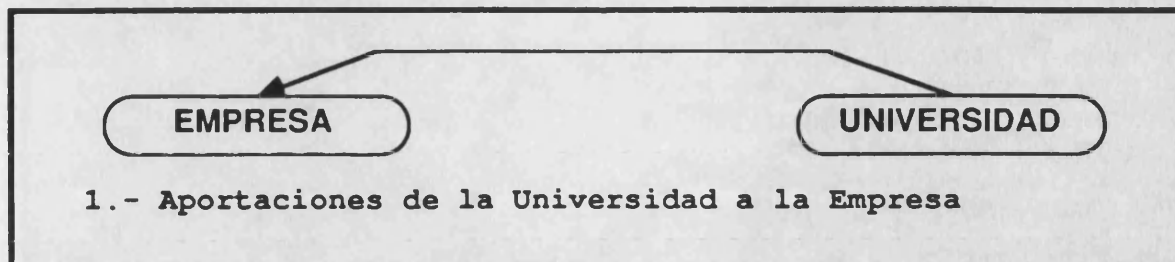 EMPRESA UNIVERSIDAD
1.- Aportaciones de la Universidad a la Empresa